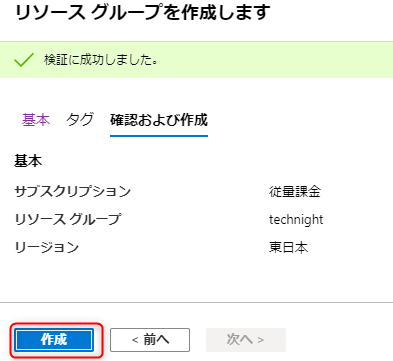 リソース グループを作成します
検証に成功しました。
基本 タグ 確認および作成
基本
サブスクリプション 従量課金
リソース グループ technight
リージョン 東日本
作成 < 前へ 次へ >